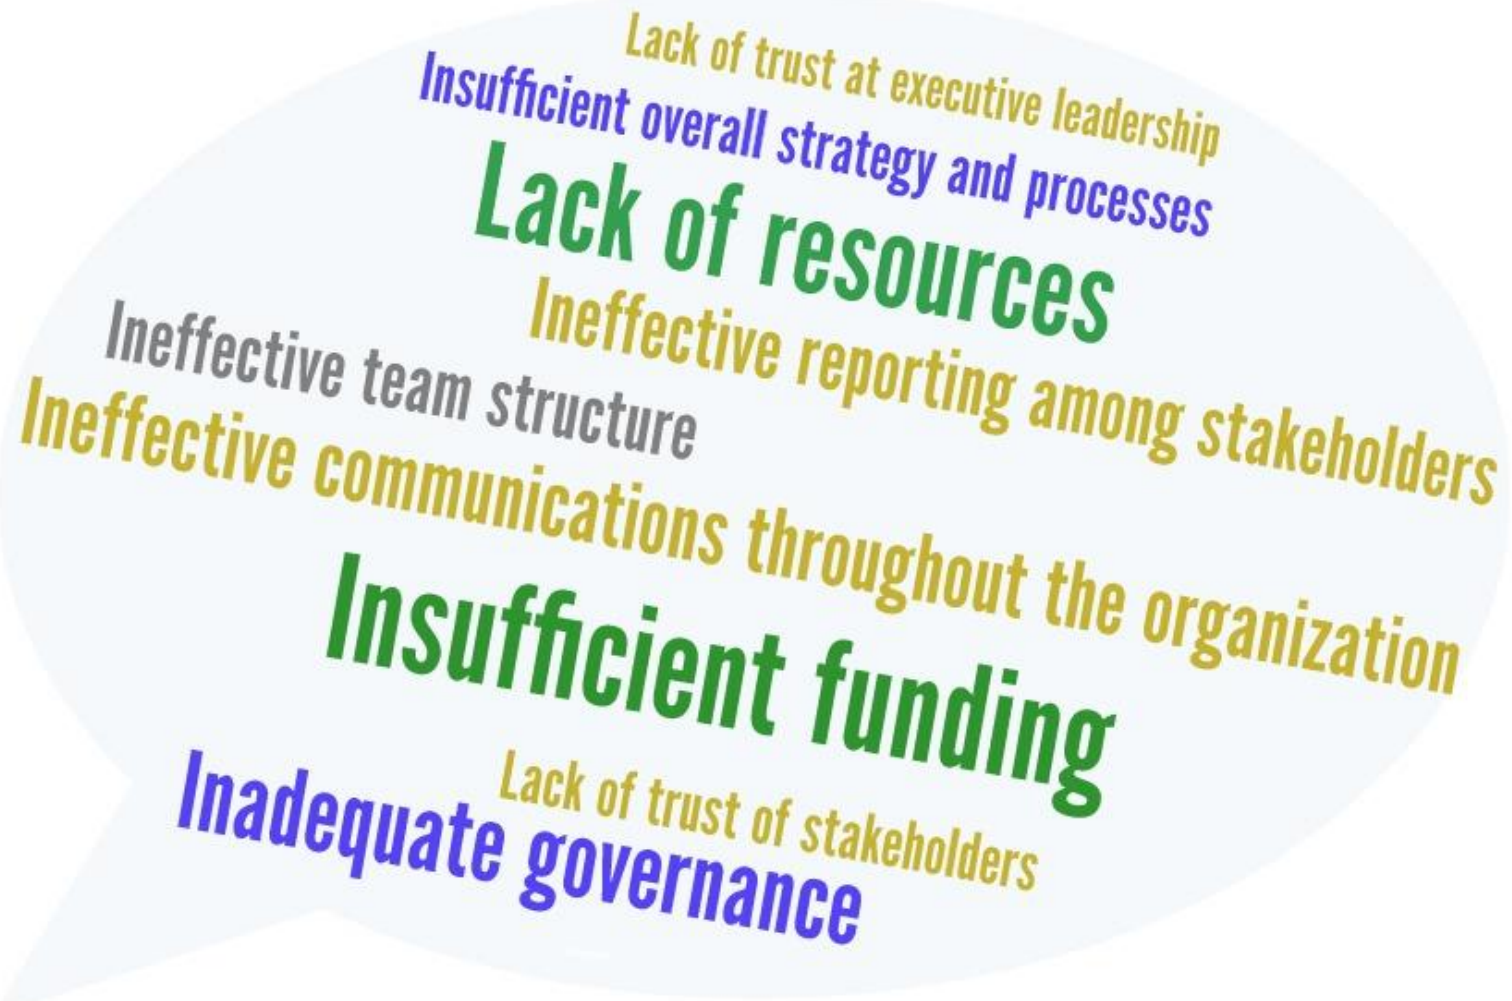 Lack of trust at executive leadership
Insufficient overall strategy and processes
Lack of resources
Ineffective reporting among stakeholders
Ineffective team structure
Ineffective communications throughout the organization
Insufficient funding
Lack of trust of stakeholders
Inadequate governance